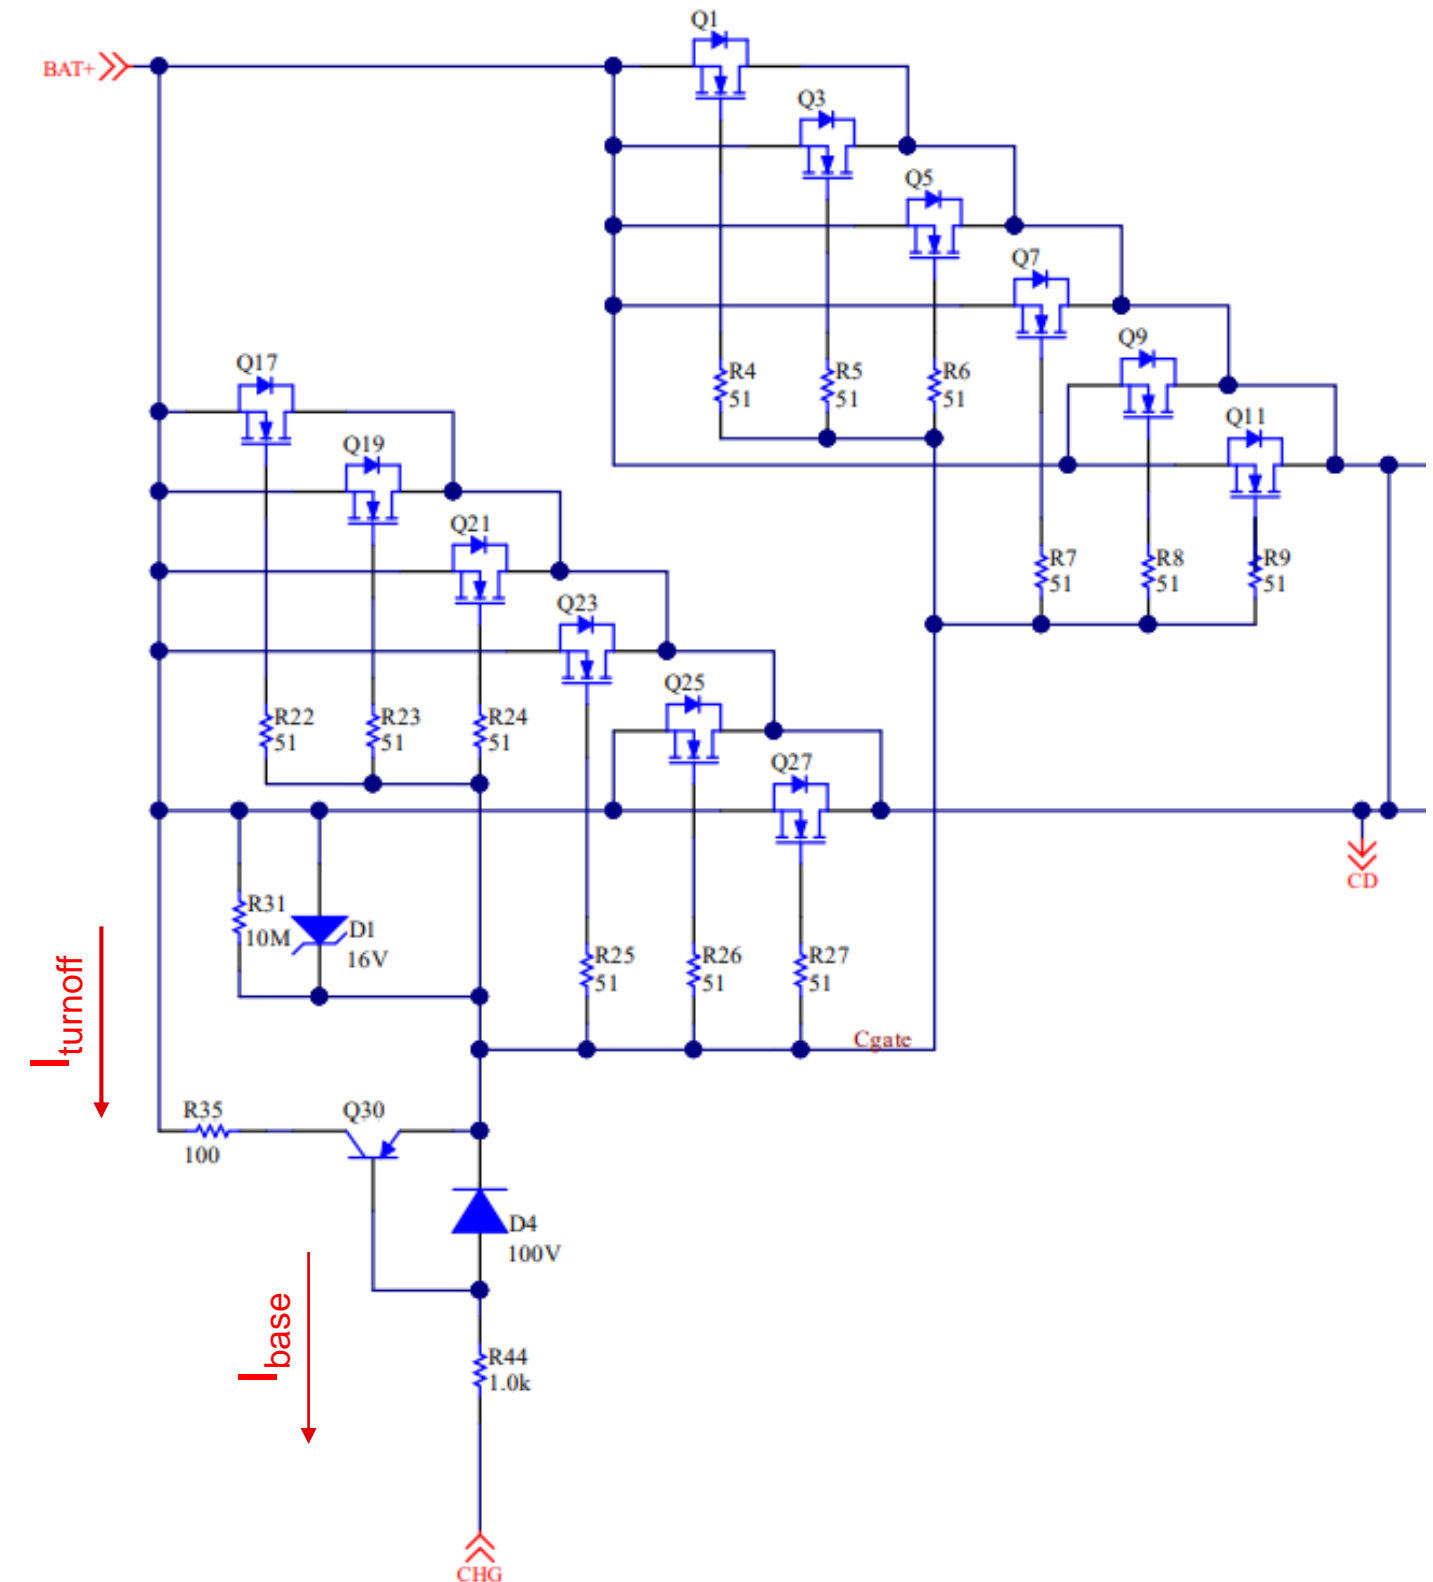 Q1
BAT+
Q3
Q5
Q7
Q9
Q17
R4
51
R5
51
R6
51
Q11
Q19
Q21
R7
51
R8
51
R9
51
Q23
Q25
R22
51
R23
51
R24
51
Q27
CD
R31
10M
D1
16V
R25
51
R26
51
R27
51
Iturnoff
Cgate
R35
100
Q30
D4
100V
Ibase
R44
1.0k
CHG